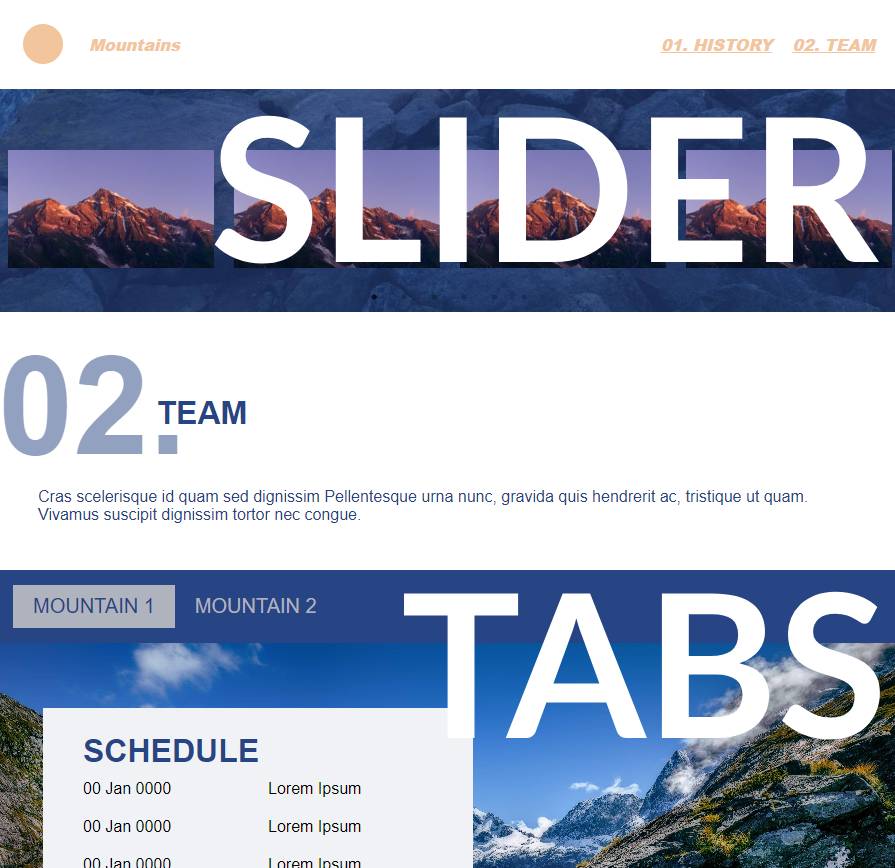 Mountains
01. HISTORY 02. TEAM
SLIDER
02. TEAM
Cras scelerisque id quam sed dignissim Pellentesque urna nunc, gravida quis hendrerit ac, tristique ut quam.
Vivamus suscipit dignissim tortor nec congue.
MOUNTAIN 1 MOUNTAIN 2
TABS
SCHEDULE
00 Jan 0000 Lorem Ipsum
00 Jan 0000 Lorem Ipsum
00 Jan 0000 Lorem Ipsum